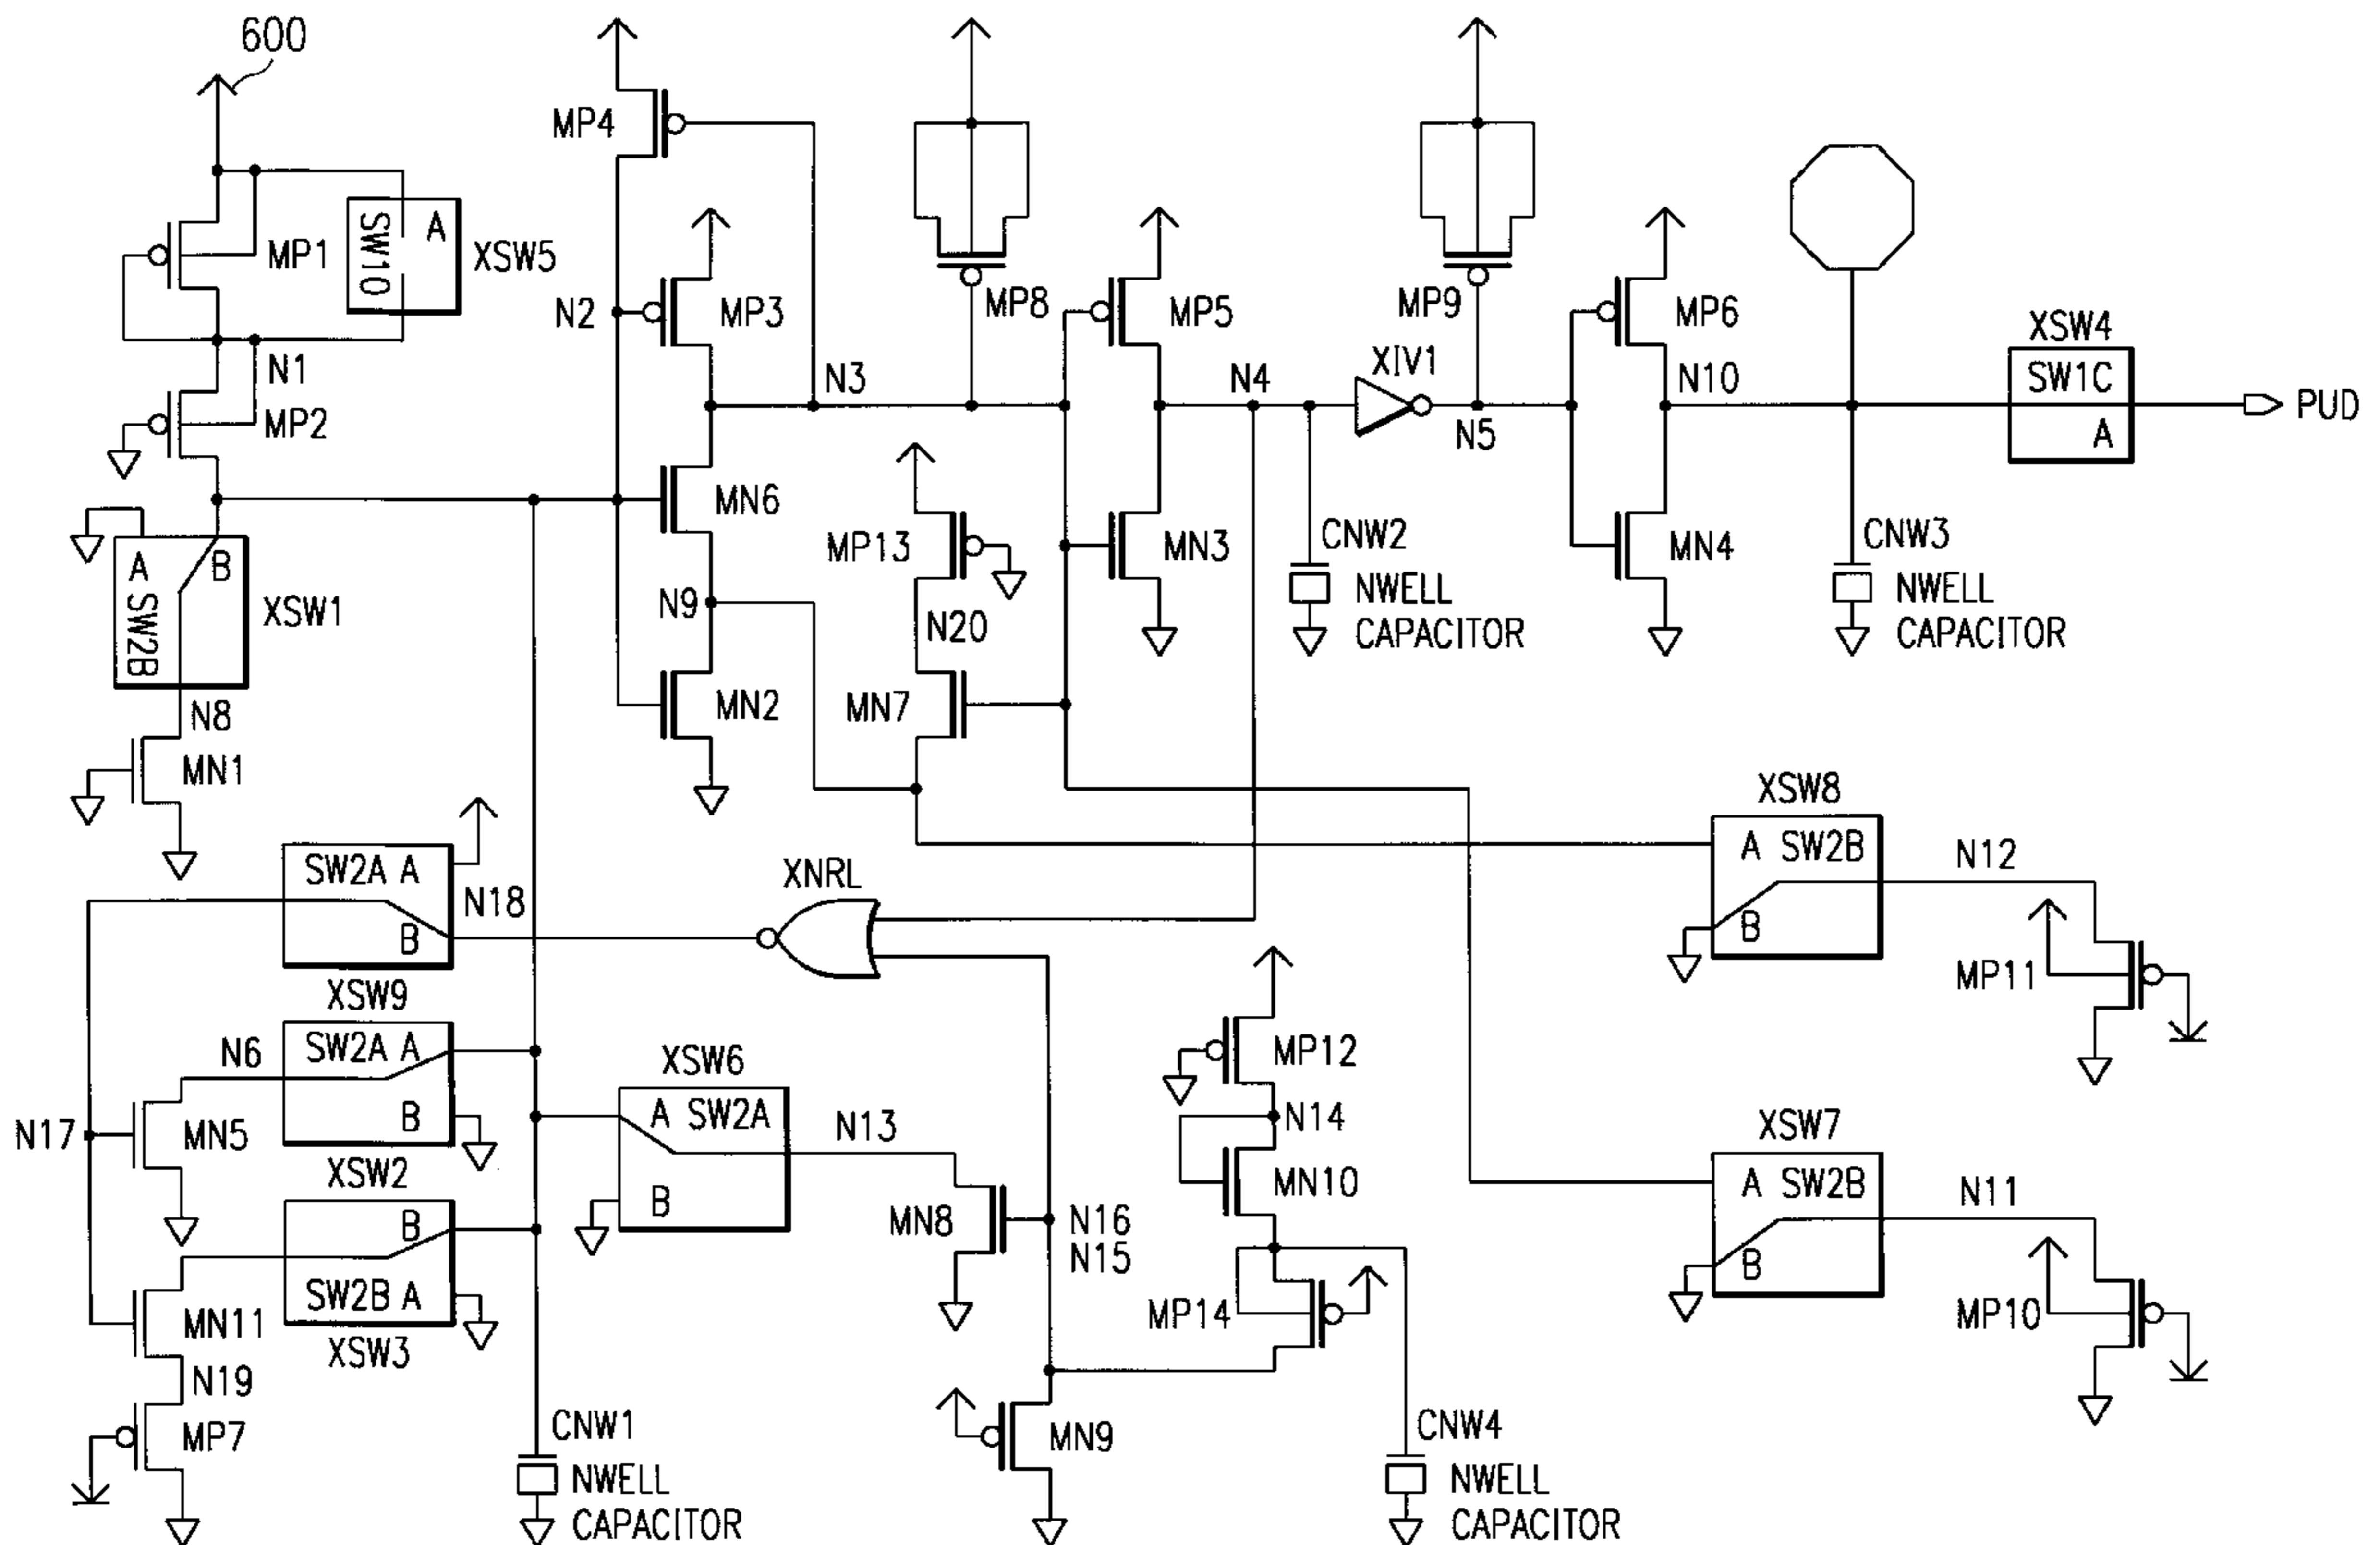 600
MP4
MP1
SW10
A
XSW5
N2
MP3
MP8
MP5
MP9
MP6
XSW4
SW1C
A
PUD
N1
N3
N4
XIV1
N5
N10
MP2
MN6
MP13
MN3
CNW2
NWELL
CAPACITOR
MN4
CNW3
NWELL
CAPACITOR
A
B
SW2B
XSW1
N9
N20
N8
MN2
MN7
MN1
XSW8
A SW2B
B
N12
SW2A A
B
N18
XNRL
XSW9
MP11
N6
SW2A A
B
XSW6
A SW2A
B
N13
MP12
N14
N17
MN5
XSW2
MN10
XSW7
A SW2B
B
N11
B
SW2B A
MN8
N16
N15
MN11
XSW3
MP14
MP10
N19
MP7
CNW1
NWELL
CAPACITOR
MN9
CNW4
NWELL
CAPACITOR